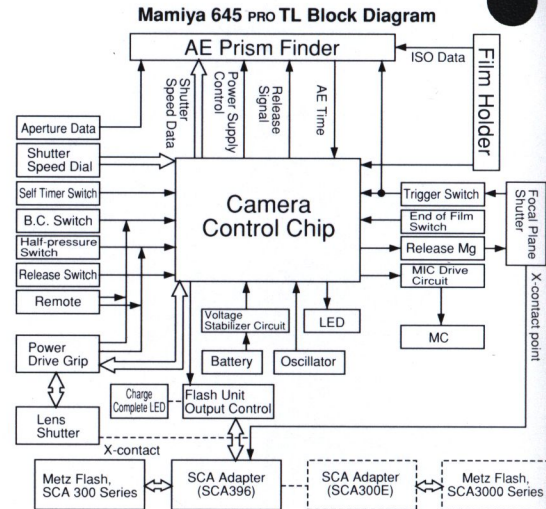 Mamiya 645 PRO TL Block Diagram
AE Prism Finder
ISO Data
Film Holder
Shutter
Speed Data
Power Supply
Control
Release
Signal
AE Time
Aperture Data
Shutter
Speed Dial
Self Timer Switch
B.C. Switch
Half-pressure
Switch
Release Switch
Remote
Camera
Control Chip
Trigger Switch
End of Film
Switch
Release Mg
MIC Drive
Circuit
Focal Plane
Shutter
X-contact point
Voltage
Stabilizer Circuit
LED
MC
Power
Drive Grip
Battery
Oscillator
Charge
Complete LED
Flash Unit
Output Control
Lens
Shutter
X-contact
Metz Flash,
SCA 300 Series
SCA Adapter
(SCA396)
SCA Adapter
(SCA300E)
Metz Flash,
SCA3000 Series